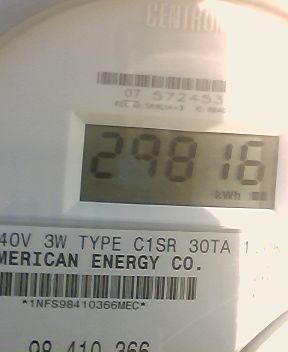 CENTRON
07 572453
29816
kWh
40V 3W TYPE C1SR 30TA
MERICAN ENERGY CO.
*1NFS98410366MEC*
98 410 366